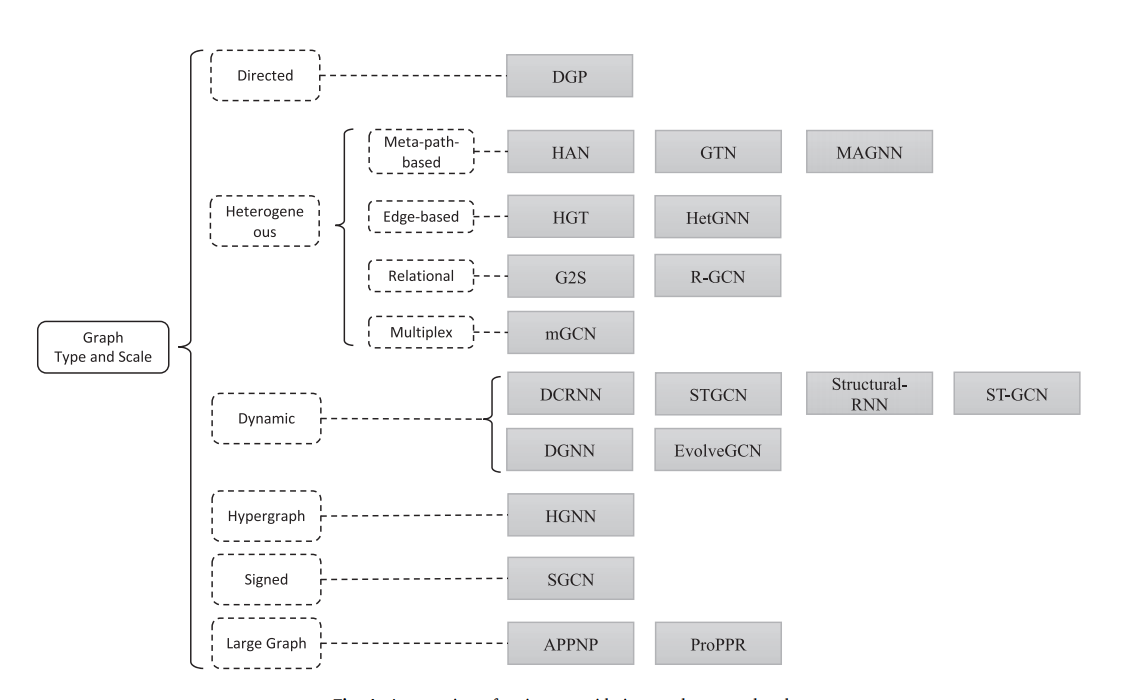 Directed
DGP
Meta-path-
based
HAN
GTN
MAGNN
Heterogene
ous
Edge-based
HGT
HetGNN
Relational
G2S
R-GCN
Multiplex
mGCN
Graph
Type and Scale
Dynamic
DCRNN
STGCN
Structural-
RNN
ST-GCN
DGNN
EvolveGCN
Hypergraph
HGNN
Signed
SGCN
Large Graph
APPNP
ProPPR